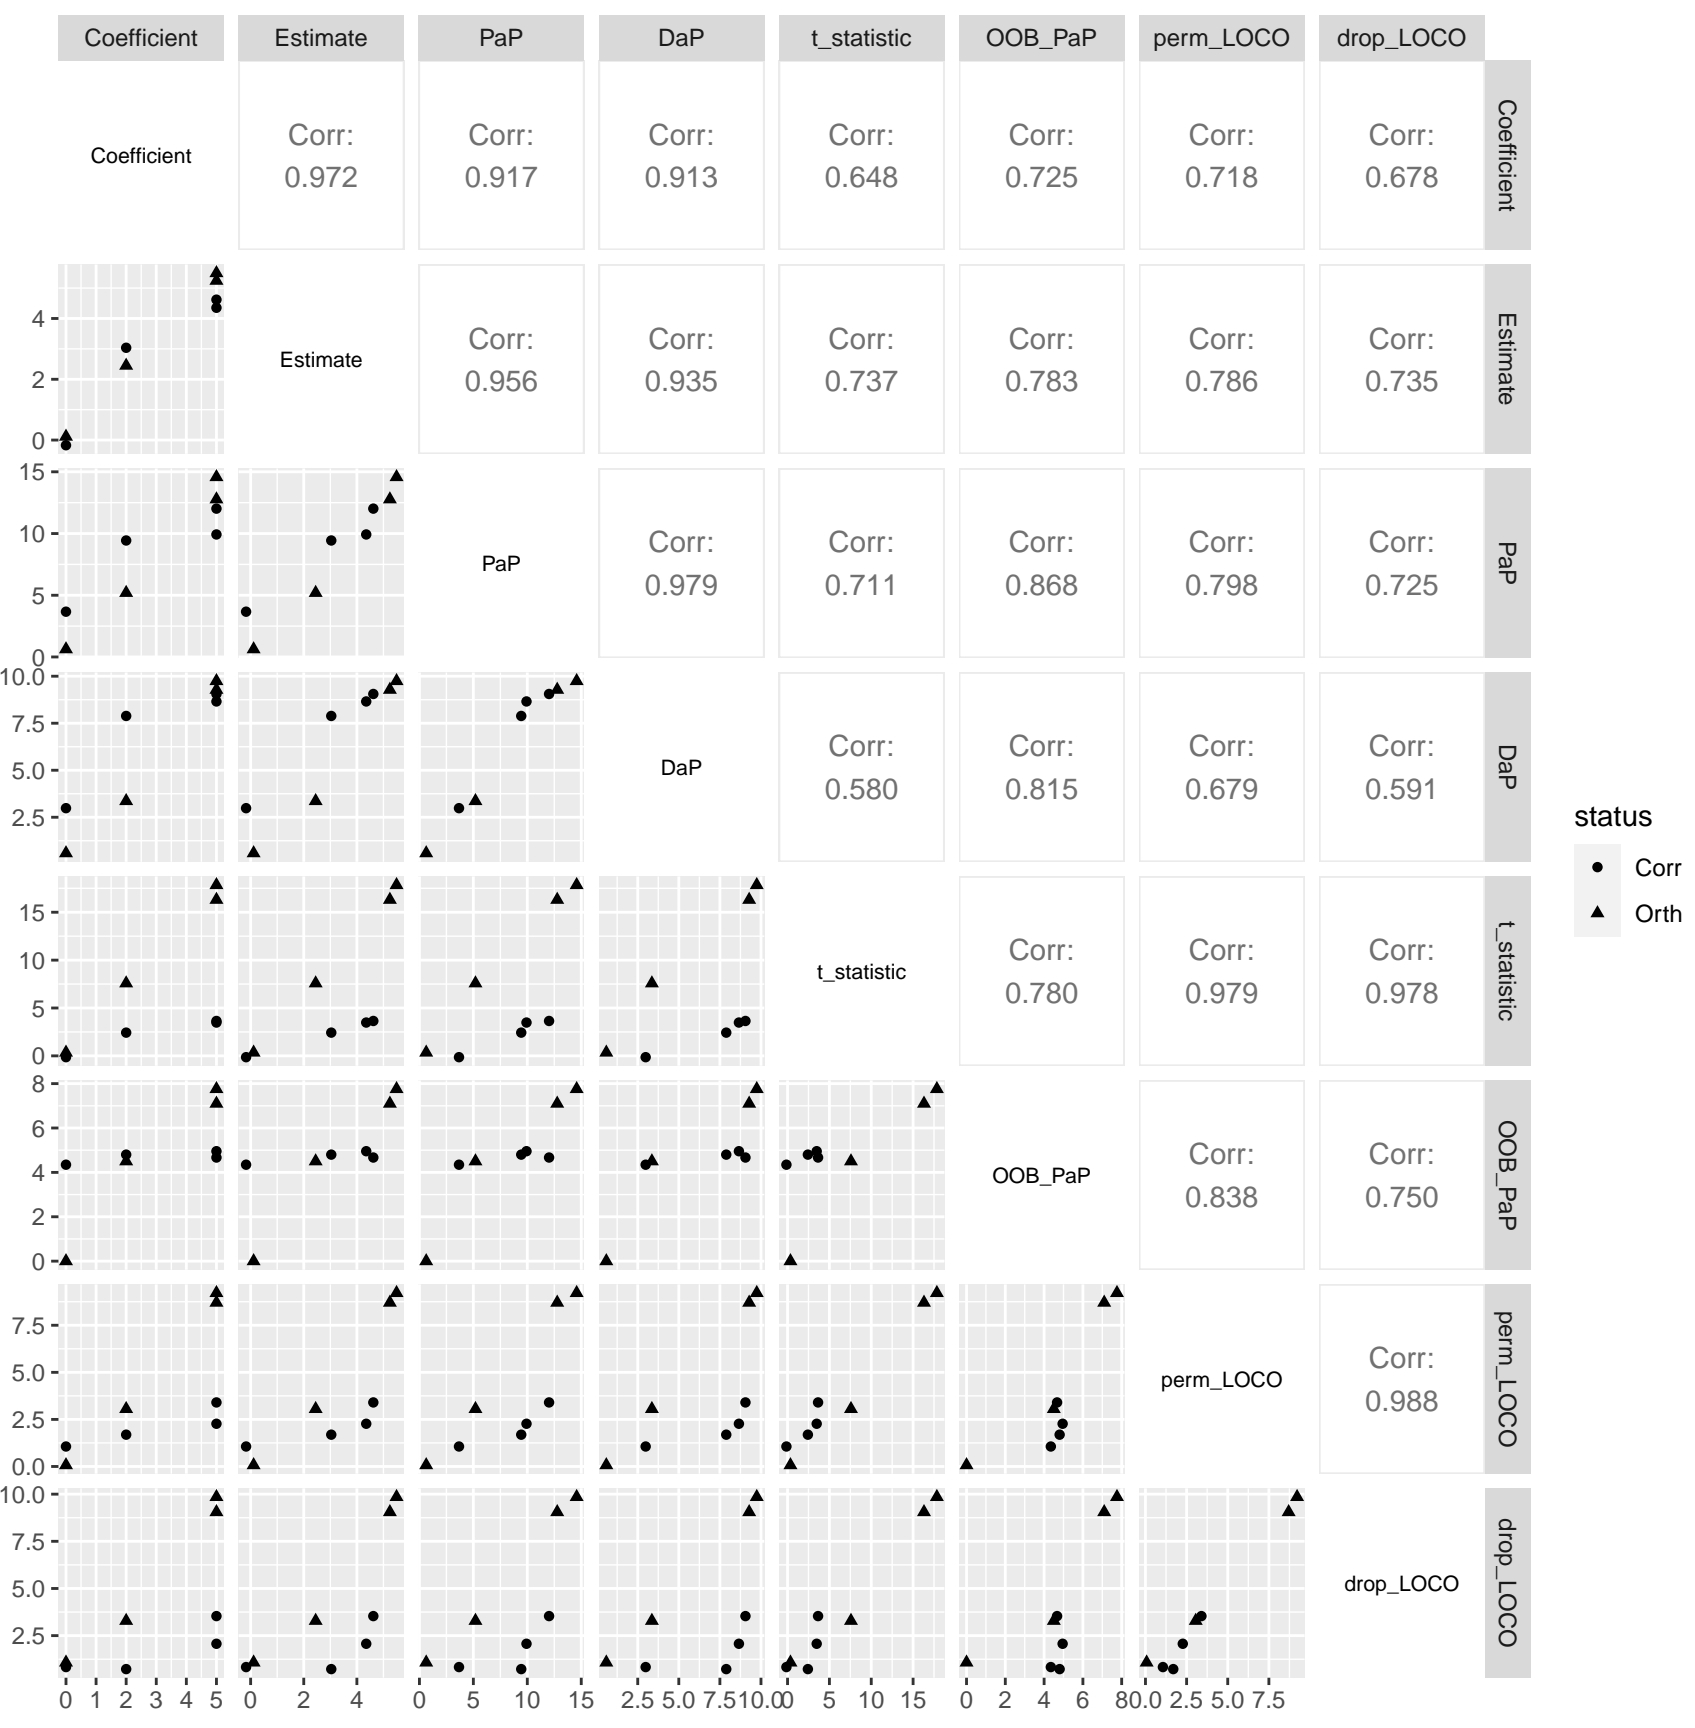 Coefficient Estimate PaP DaP t_statistic OOB_PaP perm_LOCO drop_LOCO
Coefficient
Corr: Corr: Corr: Corr: Corr: Corr: Corr:
0.972 0.917 0.913 0.648 0.725 0.718 0.678
Coefficient
4
2
0
Estimate
Corr: Corr: Corr: Corr: Corr: Corr:
0.956 0.935 0.737 0.783 0.786 0.735
Estimate
15
10
5
0
PaP
Corr: Corr: Corr: Corr: Corr:
0.979 0.711 0.868 0.798 0.725
PaP
10.0
7.5
5.0
2.5
DaP
Corr: Corr: Corr: Corr:
0.580 0.815 0.679 0.591
DaP
15
10
5
0
t_statistic
Corr: Corr: Corr:
0.780 0.979 0.978
t_statistic
8
6
4
2
0
OOB_PaP
Corr: Corr:
0.838 0.750
OOB_PaP
7.5
5.0
2.5
0.0
perm_LOCO
Corr:
0.988
perm_LOCO
10.0
7.5
5.0
2.5
drop_LOCO
drop_LOCO
0 1 2 3 4 5 0 2 4 0 5 10 15 2.5 5.0 7.5 10.0 0 5 10 15 0 2 4 6 8 0.0 2.5 5.0 7.5
status
Corr
Orth